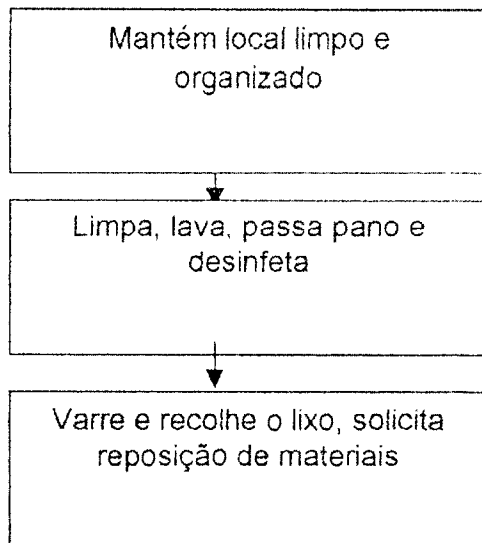 Mantém local limpo e
organizado
Limpa, lava, passa pano e
desinfeta
Varre e recolhe o lixo, solicita
reposição de materiais